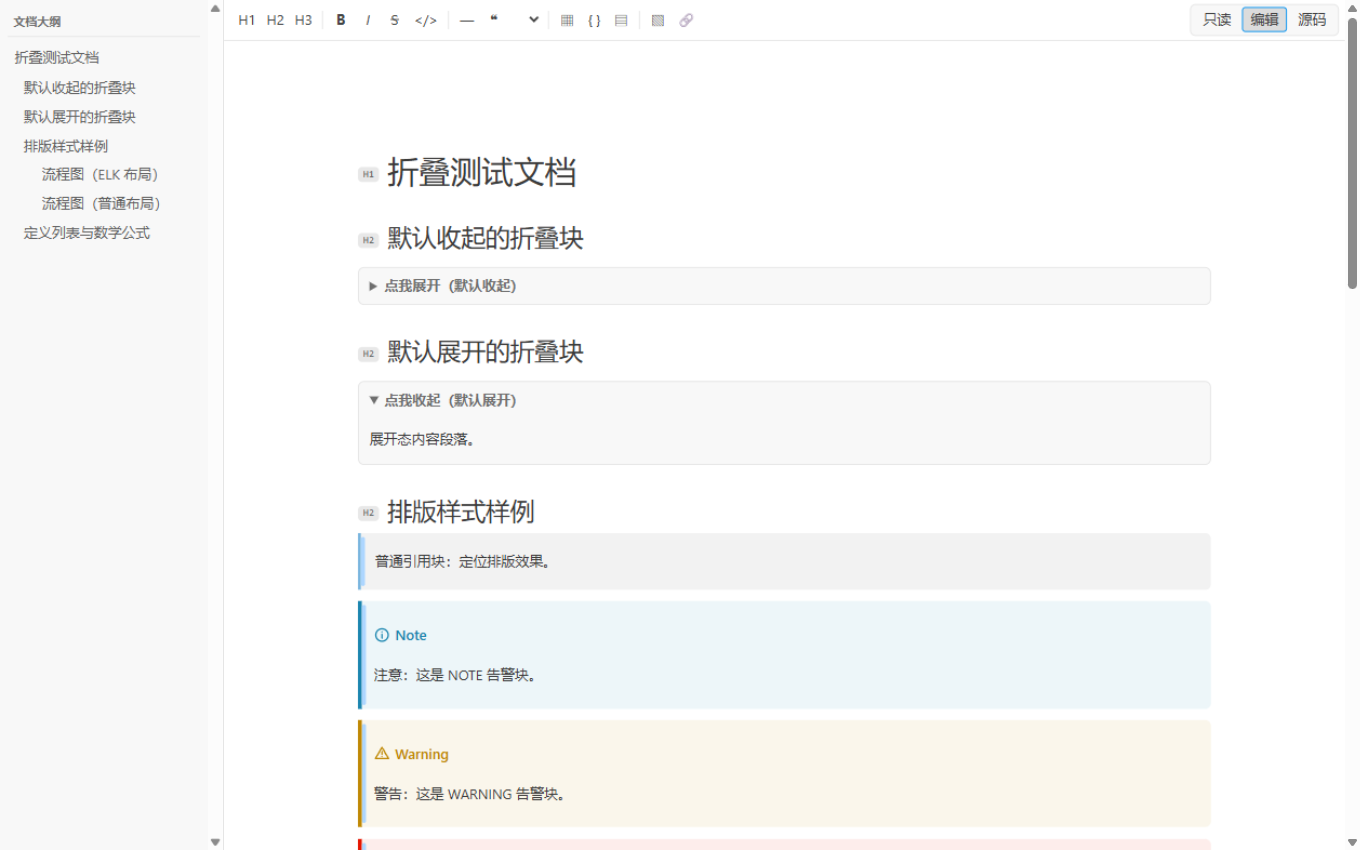 文档大纲
折叠测试文档
默认收起的折叠块
默认展开的折叠块
排版样式样例
流程图（ELK 布局）
流程图（普通布局）
定义列表与数学公式
H1 H2 H3 B I S </> — ❝ { } 只读 编辑 源码
H1 折叠测试文档
H2 默认收起的折叠块
点我展开（默认收起）
H2 默认展开的折叠块
点我收起（默认展开）
展开态内容段落。
H2 排版样式样例
普通引用块：定位排版效果。
Note
注意：这是 NOTE 告警块。
Warning
警告：这是 WARNING 告警块。